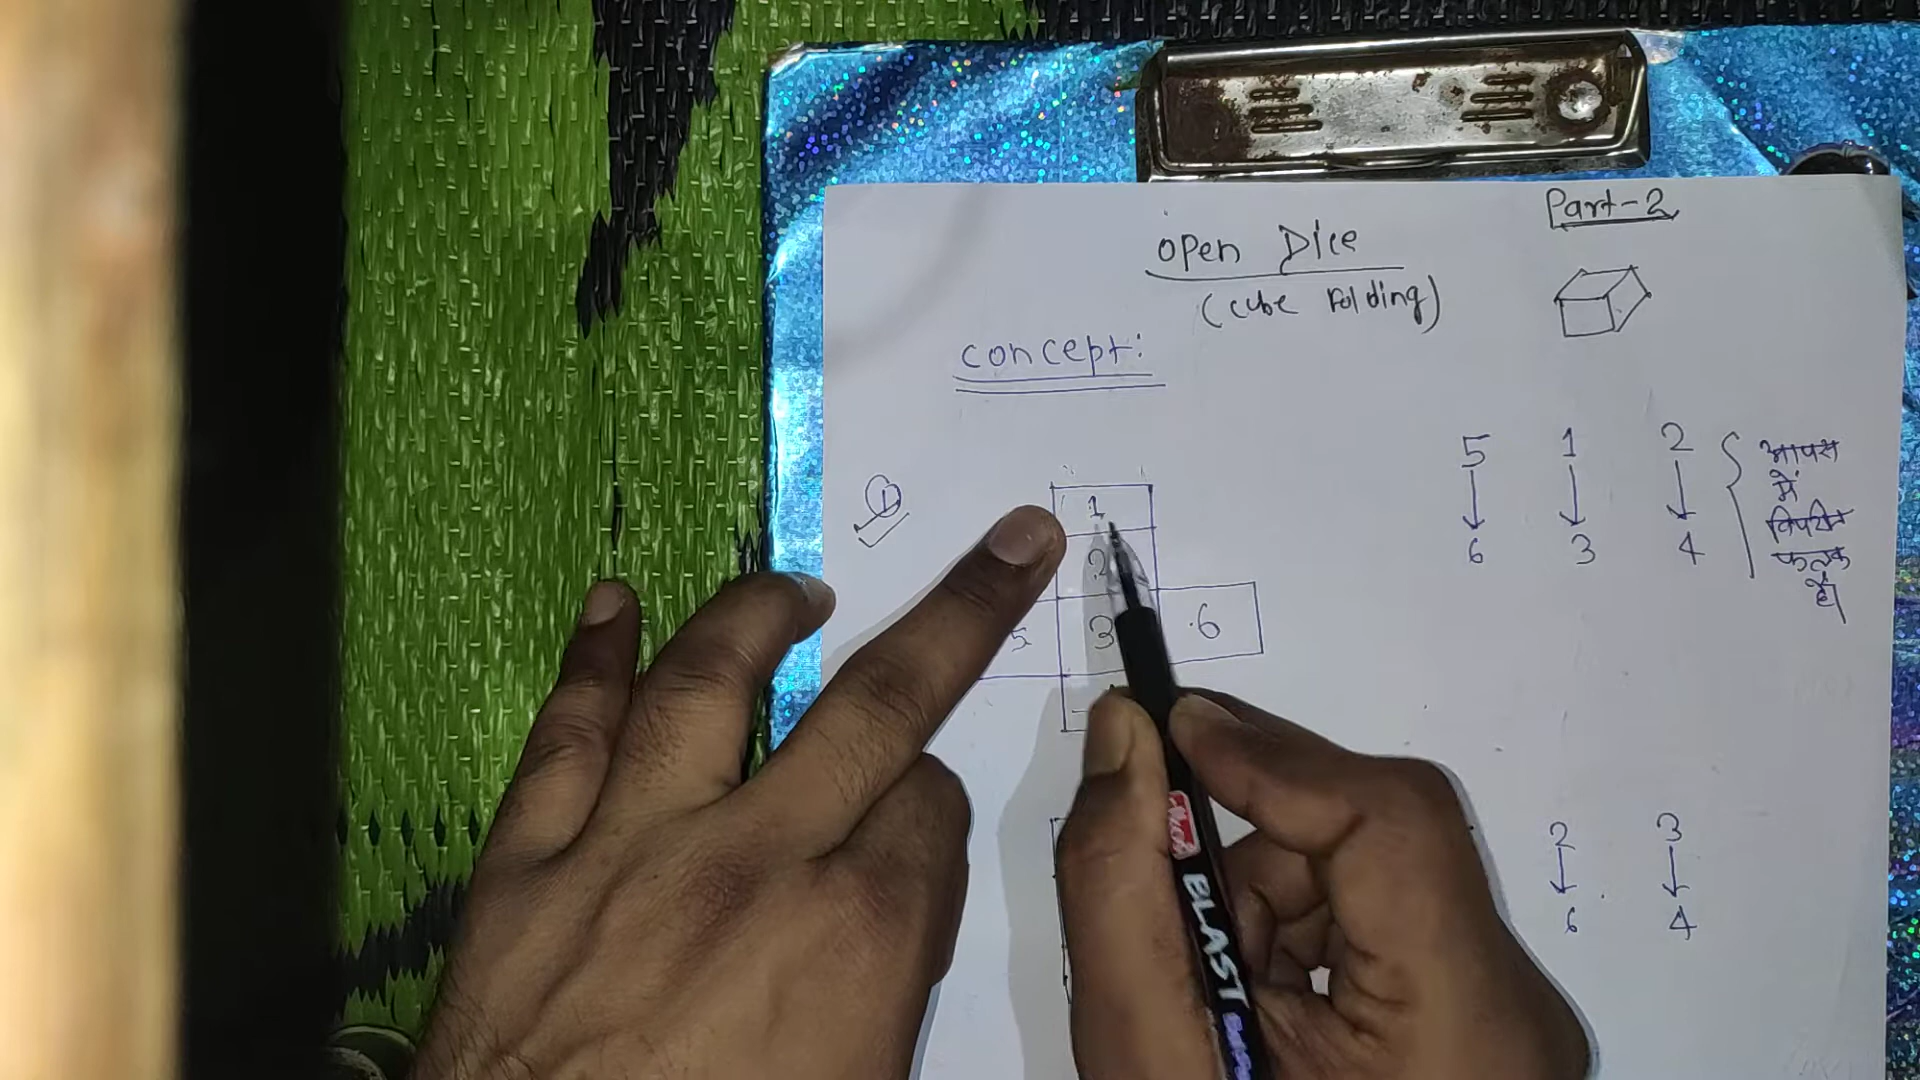 Part-2
open Dice
(cube Folding)
concept:
①
1
2
5 3 6
5 1 2
6 3 4
आपस
में
विपरीत
फलक
है।
2 3
6 4
BLAST